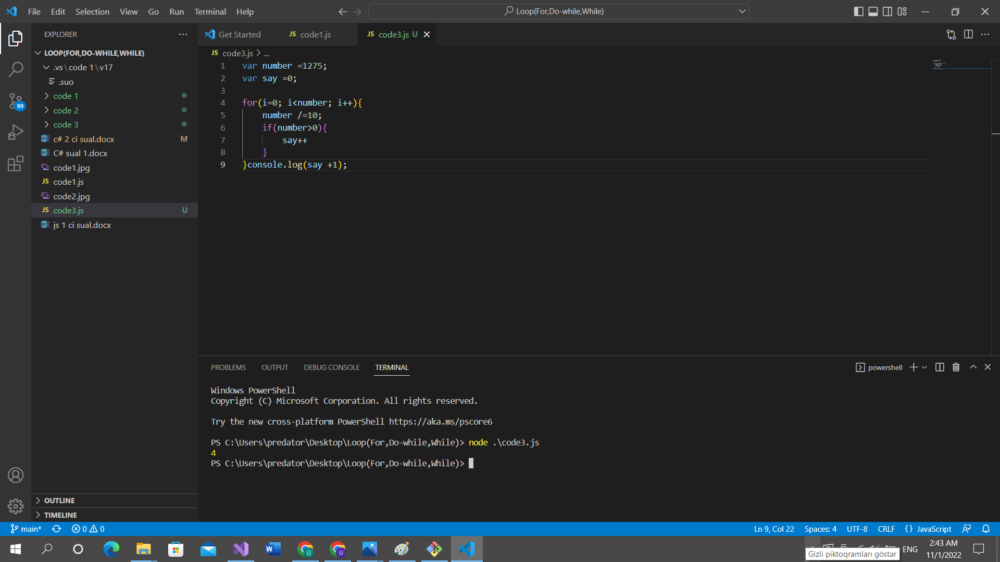 File Edit Selection View Go Run Terminal Help
Loop(For,Do-while,While)
EXPLORER
LOOP(FOR,DO-WHILE,WHILE)
.vs\code 1\v17
.suo
code 1
code 2
code 3
c# 2 ci sual.docx M
C# sual 1.docx
code1.jpg
JS code1.js
code2.jpg
JS code3.js U
js 1 ci sual.docx
OUTLINE
TIMELINE
99
Get Started JS code1.js JS code3.js U
JS code3.js > ...
1 var number =1275;
2 var say =0;
3
4 for(i=0; i<number; i++){
5 number /=10;
6 if(number>0){
7 say++
8 }
9 }console.log(say +1);
PROBLEMS OUTPUT DEBUG CONSOLE TERMINAL
powershell
Windows PowerShell
Copyright (C) Microsoft Corporation. All rights reserved.
Try the new cross-platform PowerShell https://aka.ms/pscore6
PS C:\Users\predator\Desktop\Loop(For,Do-while,While)> node .\code3.js
4
PS C:\Users\predator\Desktop\Loop(For,Do-while,While)>
main* 0 0 Ln 9, Col 22 Spaces: 4 UTF-8 CRLF {} JavaScript
W Ü U
ENG
2:43 AM
11/1/2022
Gizli piktoqramları göstər